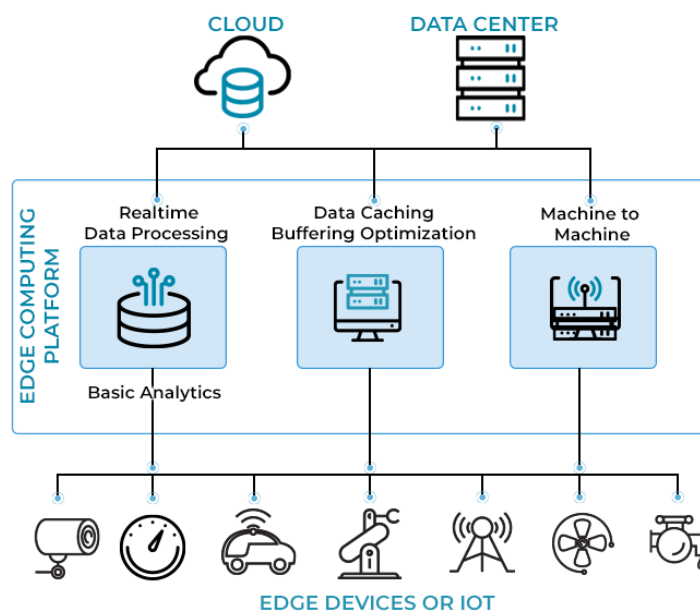 CLOUD
DATA CENTER
EDGE COMPUTING
PLATFORM
Realtime
Data Processing
Data Caching
Buffering Optimization
Machine to
Machine
Basic Analytics
EDGE DEVICES OR IOT